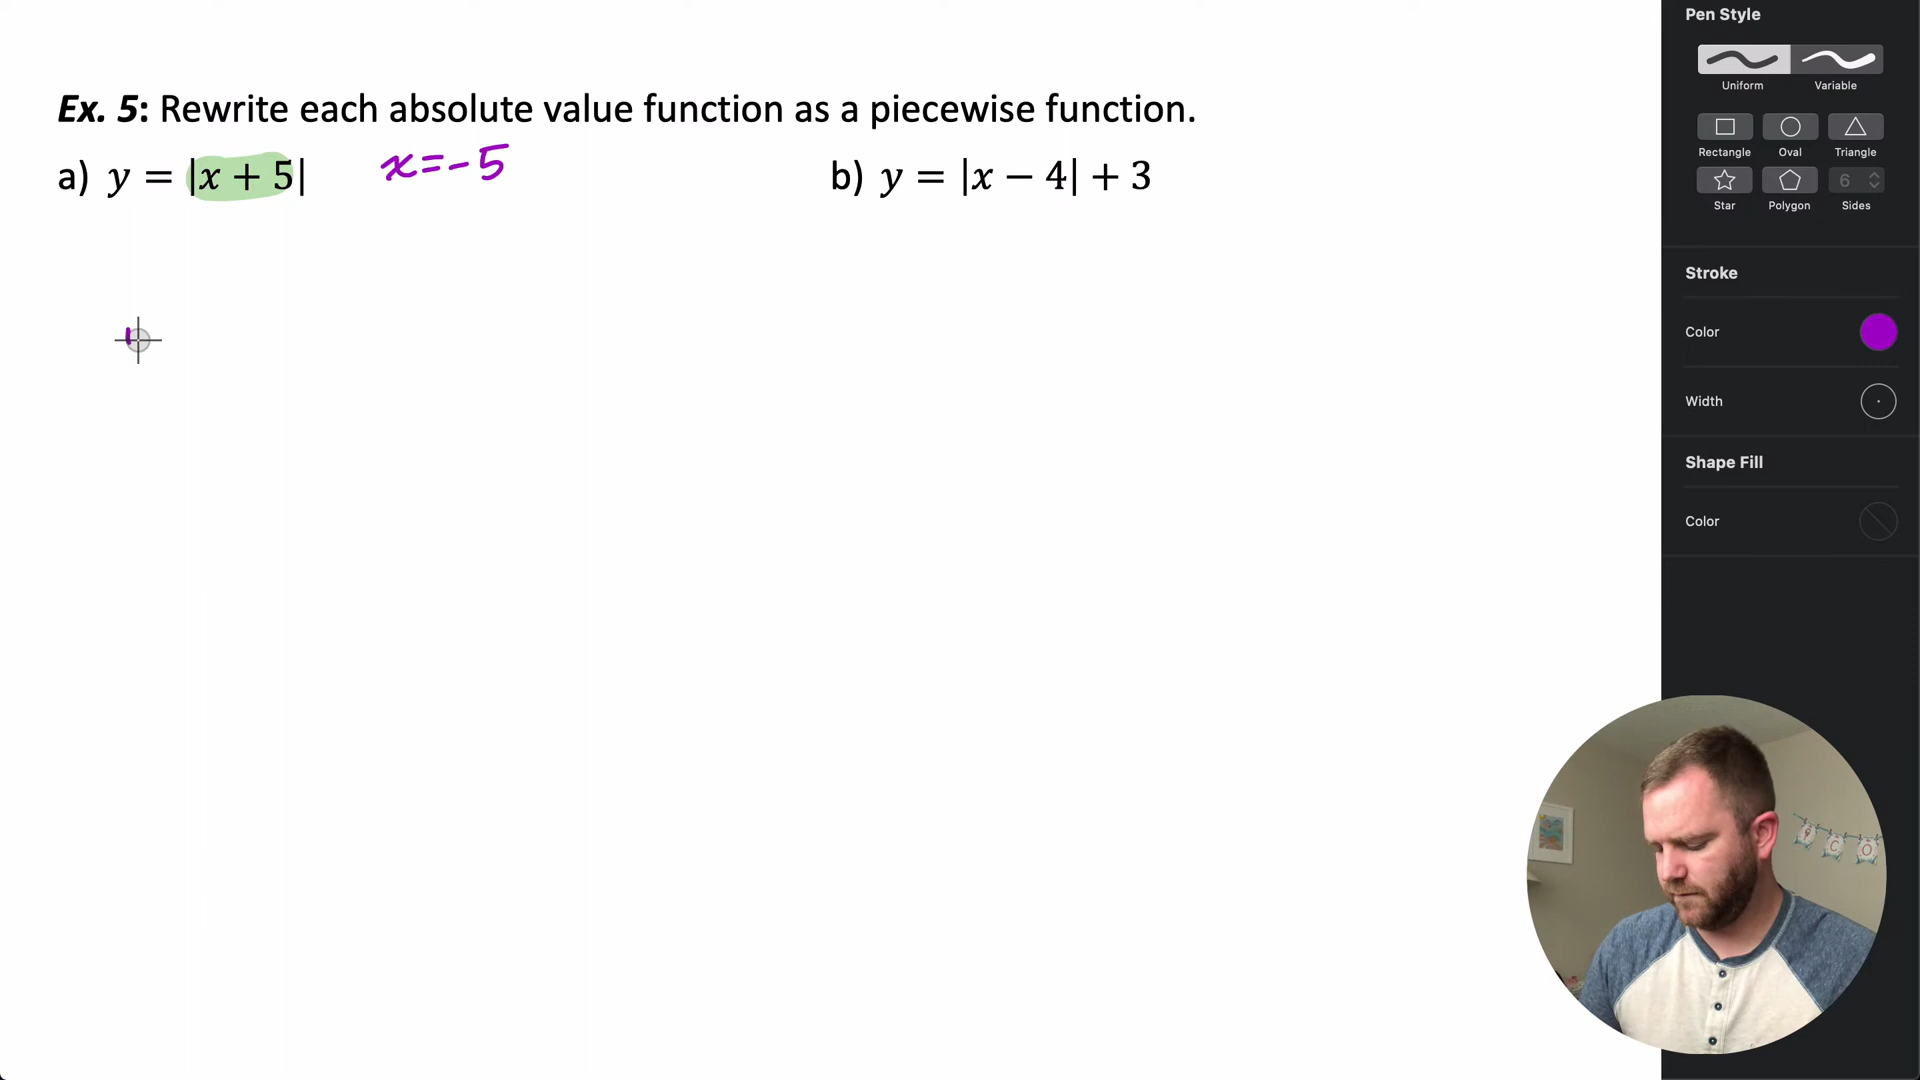 Ex. 5: Rewrite each absolute value function as a piecewise function.
a) y = |x + 5| x=-5 b) y = |x − 4| + 3
Pen Style
Uniform Variable
Rectangle Oval Triangle
6
Star Polygon Sides
Stroke
Color
Width
Shape Fill
Color
C O